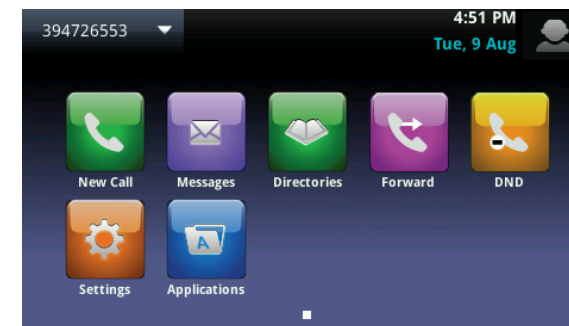 394726553
4:51 PM
Tue, 9 Aug
New Call
Messages
Directories
Forward
DND
Settings
A
Applications